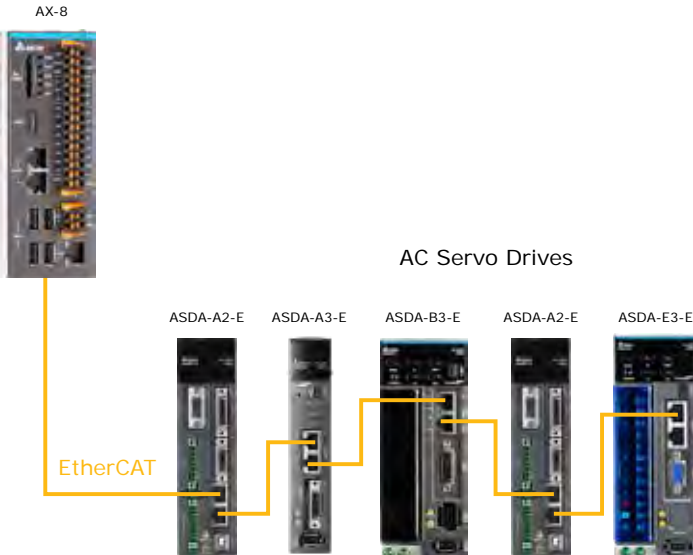 AX-8
AC Servo Drives
ASDA-A2-E
ASDA-A3-E
ASDA-B3-E
ASDA-A2-E
ASDA-E3-E
EtherCAT